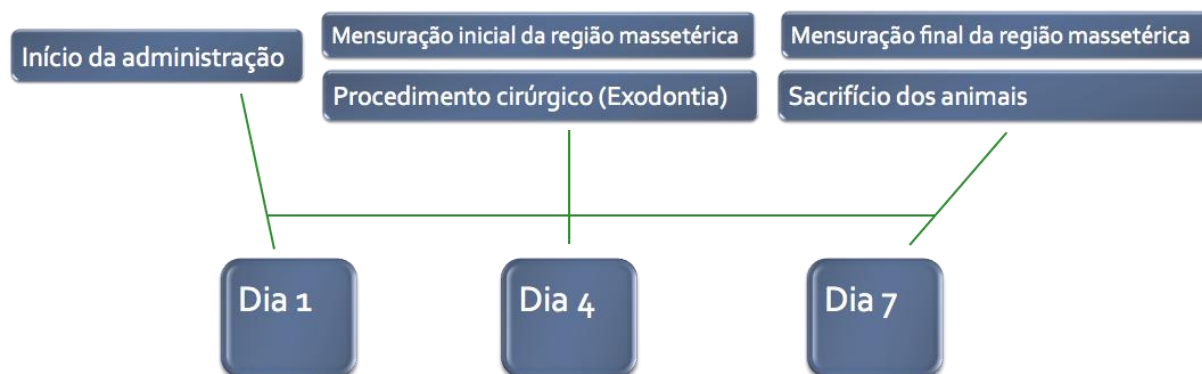 Início da administração
Mensuração inicial da região massetérica
Procedimento cirúrgico (Exodontia)
Mensuração final da região massetérica
Sacrifício dos animais
Dia 1
Dia 4
Dia 7